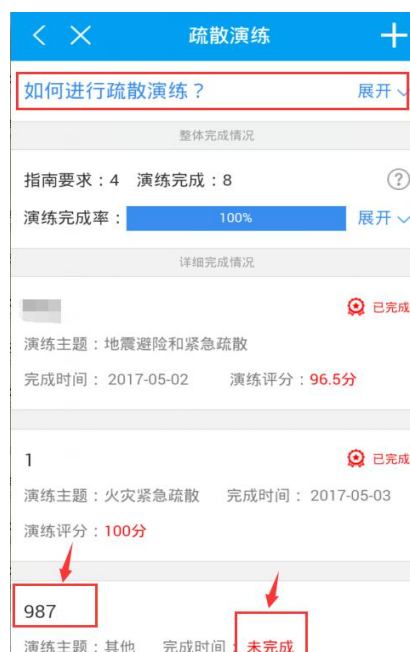 疏散演练
如何进行疏散演练？ 展开
整体完成情况
指南要求：4 演练完成：8
演练完成率： 100% 展开
详细完成情况
已完成
演练主题：地震避险和紧急疏散
完成时间： 2017-05-02 演练评分：96.5分
1 已完成
演练主题：火灾紧急疏散 完成时间： 2017-05-03
演练评分：100分
987
演练主题：其他 完成时间：未完成